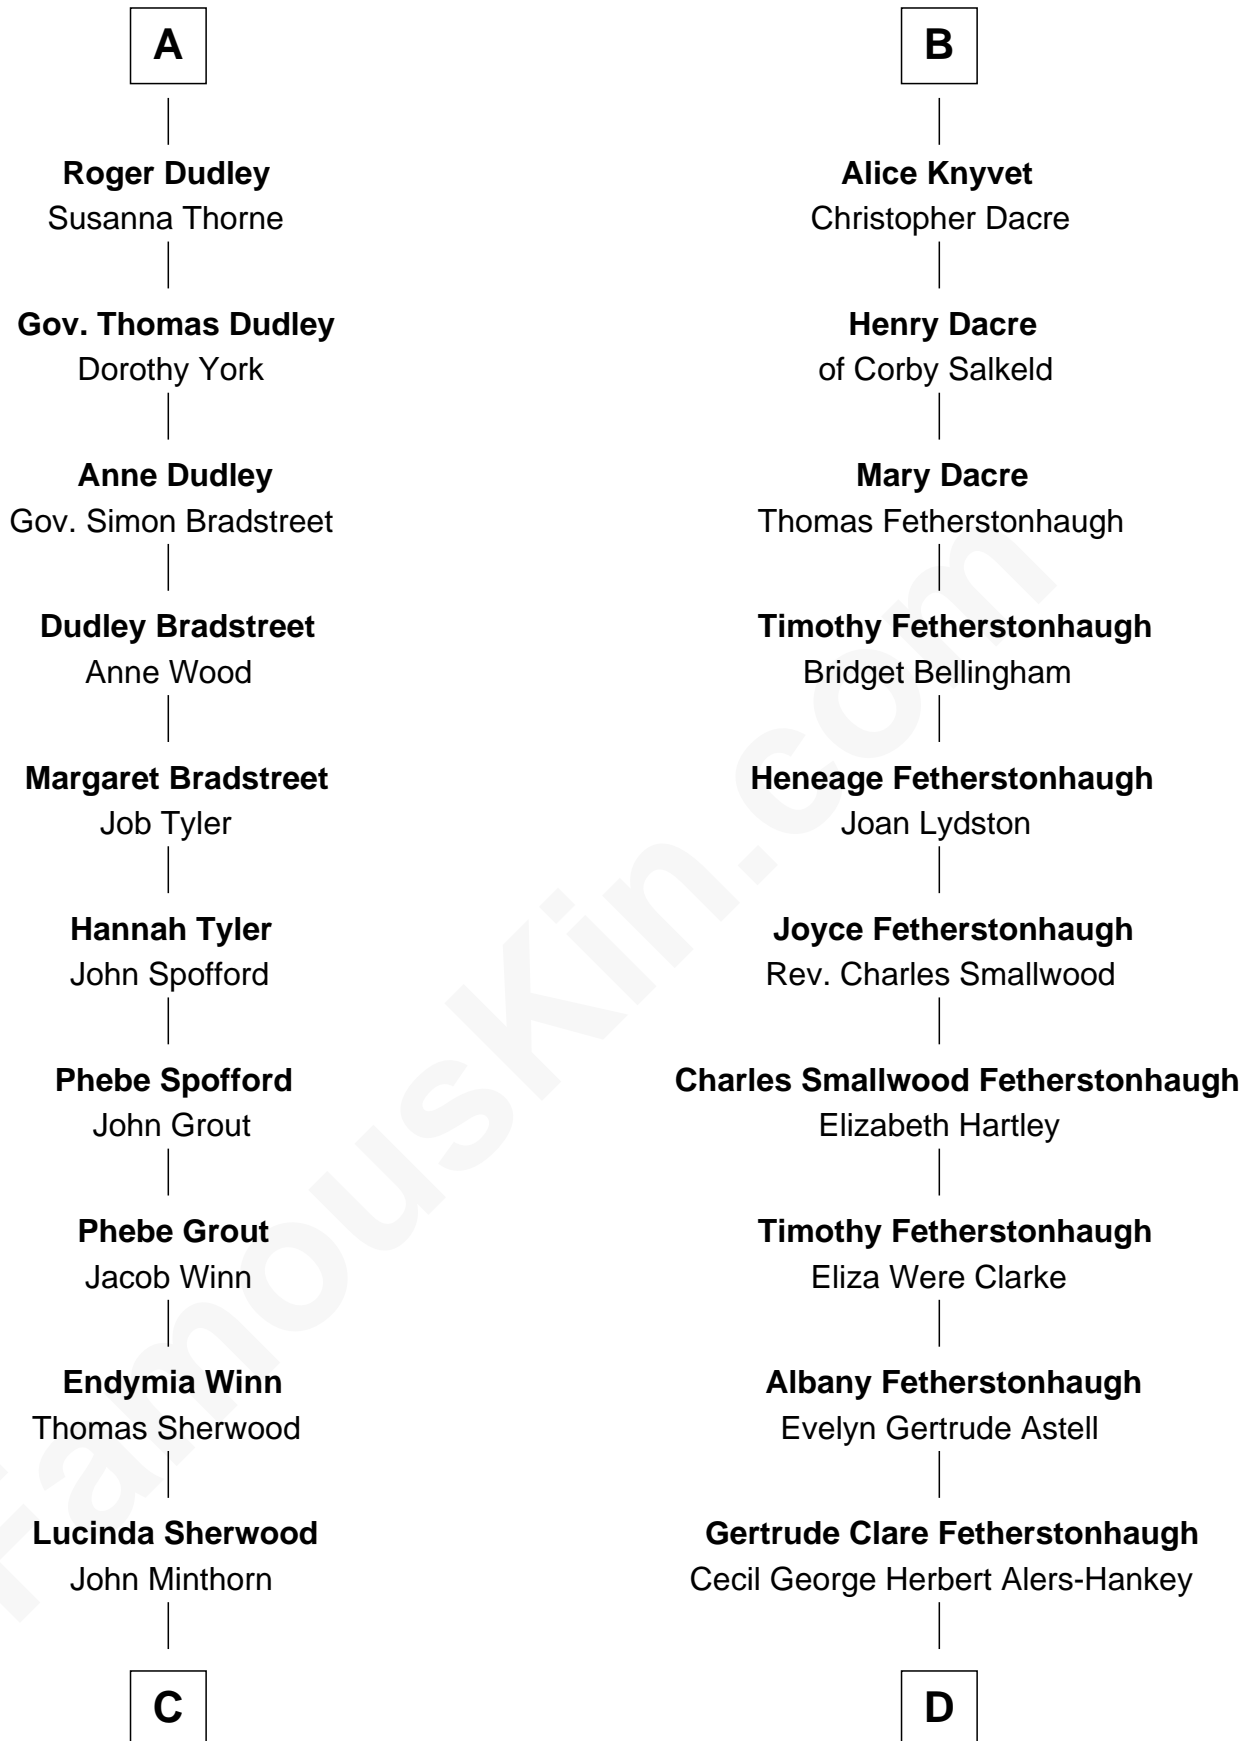 A
Roger Dudley
Susanna Thorne
Gov. Thomas Dudley
Dorothy York
Anne Dudley
Gov. Simon Bradstreet
Dudley Bradstreet
Anne Wood
Margaret Bradstreet
Job Tyler
Hannah Tyler
John Spofford
Phebe Spofford
John Grout
Phebe Grout
Jacob Winn
Endymia Winn
Thomas Sherwood
Lucinda Sherwood
John Minthorn
C
B
Alice Knyvet
Christopher Dacre
Henry Dacre
of Corby Salkeld
Mary Dacre
Thomas Fetherstonhaugh
Timothy Fetherstonhaugh
Bridget Bellingham
Heneage Fetherstonhaugh
Joan Lydston
Joyce Fetherstonhaugh
Rev. Charles Smallwood
Charles Smallwood Fetherstonhaugh
Elizabeth Hartley
Timothy Fetherstonhaugh
Eliza Were Clarke
Albany Fetherstonhaugh
Evelyn Gertrude Astell
Gertrude Clare Fetherstonhaugh
Cecil George Herbert Alers-Hankey
D
FamousKin.com